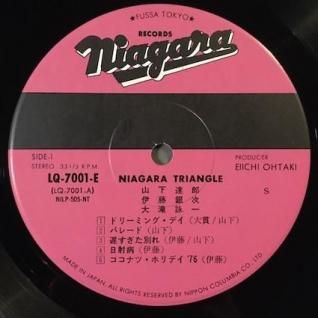 ★FUSSA TOKYO★
RECORDS
Niagara
SIDE-1
STEREO 33 1/3 R.P.M.
LQ-7001-E
(LQ-7001-A)
NILP-505-NT
NIAGARA TRIANGLE
山下達郎
伊藤銀次
大滝詠一
PRODUCER
EIICHI OHTAKI
S
1 ドリーミング・デイ(大貫/山下)
2 パレード(山下)
3 遅すぎた別れ(伊藤/山下)
4 日射病(伊藤)
5 ココナツ・ホリデイ'76(伊藤)
MADE IN JAPAN. ALL RIGHTS RESERVED BY NIPPON COLUMBIA CO., LTD.